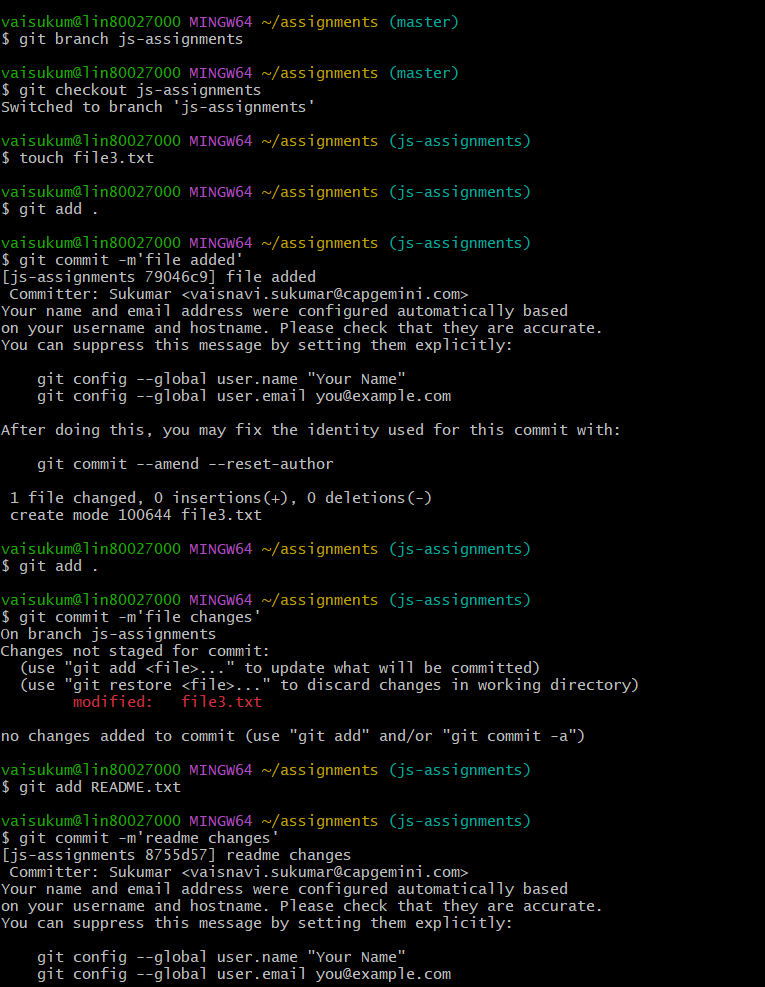 vaisukum@lin80027000 MINGW64 ~/assignments (master)
$ git branch js-assignments

vaisukum@lin80027000 MINGW64 ~/assignments (master)
$ git checkout js-assignments
Switched to branch 'js-assignments'

vaisukum@lin80027000 MINGW64 ~/assignments (js-assignments)
$ touch file3.txt

vaisukum@lin80027000 MINGW64 ~/assignments (js-assignments)
$ git add .

vaisukum@lin80027000 MINGW64 ~/assignments (js-assignments)
$ git commit -m'file added'
[js-assignments 79046c9] file added
 Committer: Sukumar <vaisnavi.sukumar@capgemini.com>
Your name and email address were configured automatically based
on your username and hostname. Please check that they are accurate.
You can suppress this message by setting them explicitly:

    git config --global user.name "Your Name"
    git config --global user.email you@example.com

After doing this, you may fix the identity used for this commit with:

    git commit --amend --reset-author

 1 file changed, 0 insertions(+), 0 deletions(-)
 create mode 100644 file3.txt

vaisukum@lin80027000 MINGW64 ~/assignments (js-assignments)
$ git add .

vaisukum@lin80027000 MINGW64 ~/assignments (js-assignments)
$ git commit -m'file changes'
On branch js-assignments
Changes not staged for commit:
  (use "git add <file>..." to update what will be committed)
  (use "git restore <file>..." to discard changes in working directory)
        modified:   file3.txt

no changes added to commit (use "git add" and/or "git commit -a")

vaisukum@lin80027000 MINGW64 ~/assignments (js-assignments)
$ git add README.txt

vaisukum@lin80027000 MINGW64 ~/assignments (js-assignments)
$ git commit -m'readme changes'
[js-assignments 8755d57] readme changes
 Committer: Sukumar <vaisnavi.sukumar@capgemini.com>
Your name and email address were configured automatically based
on your username and hostname. Please check that they are accurate.
You can suppress this message by setting them explicitly:

    git config --global user.name "Your Name"
    git config --global user.email you@example.com